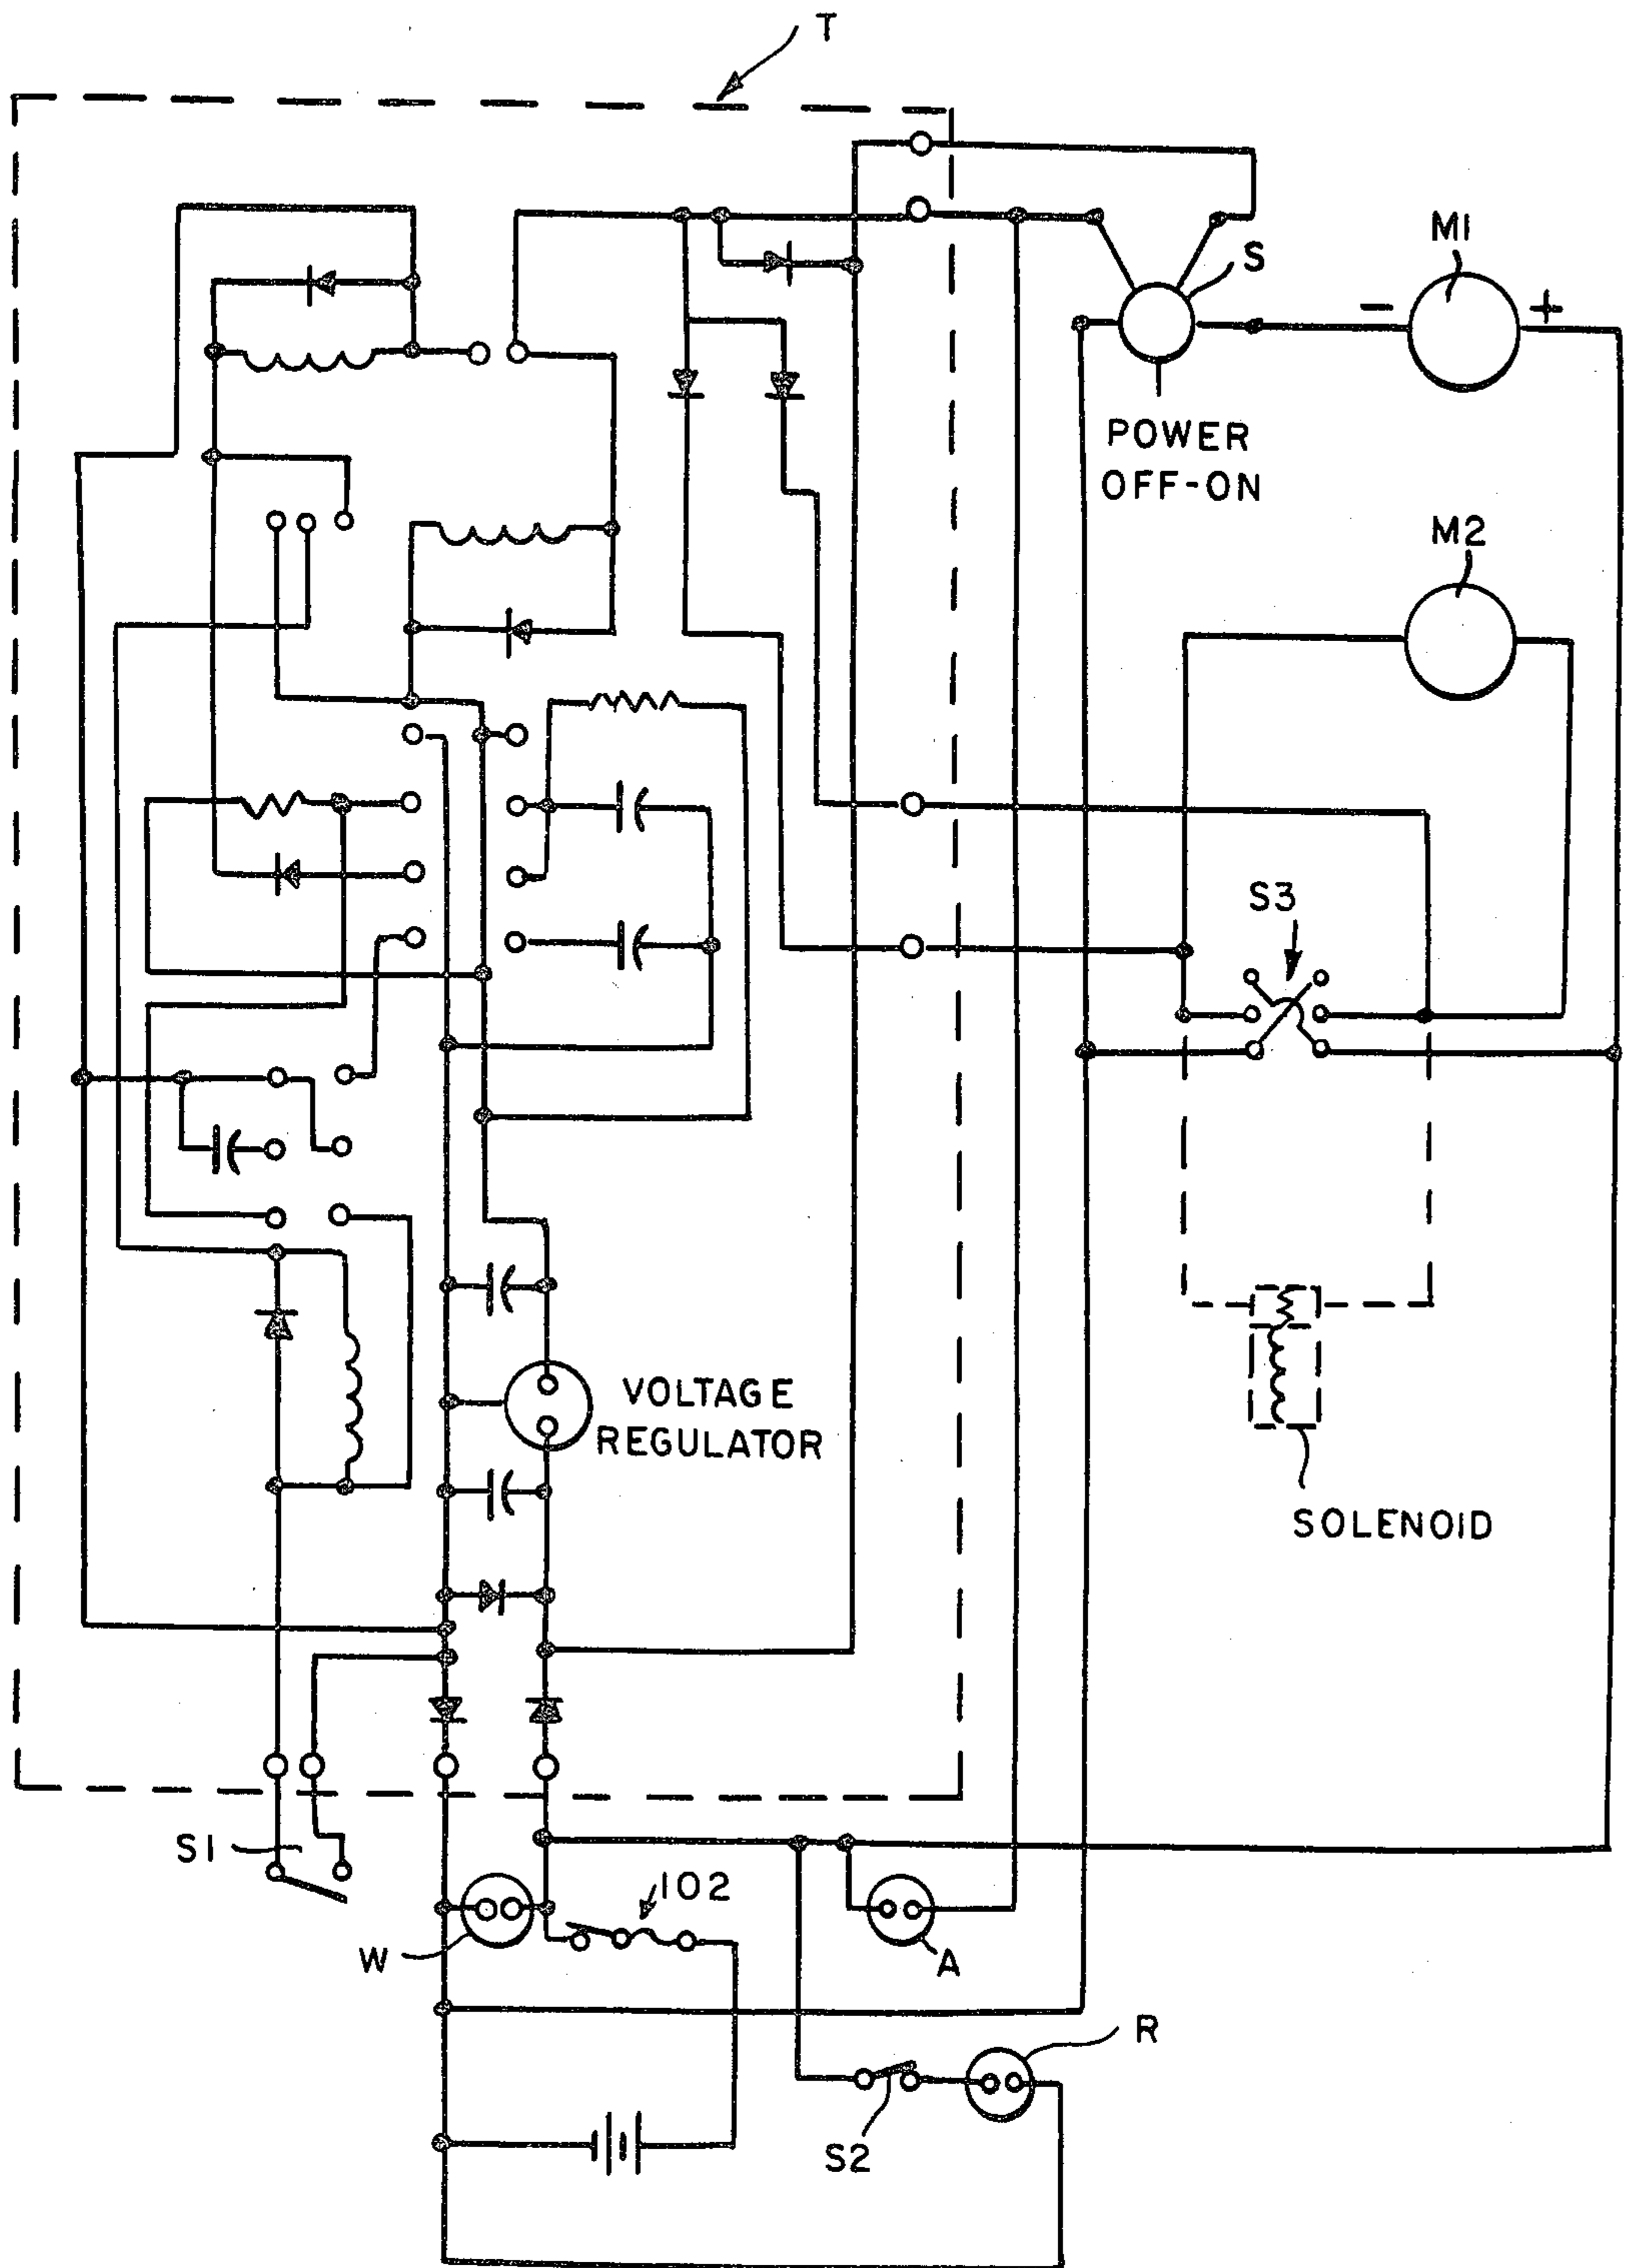 T
M1
S
-
+
POWER
OFF-ON
M2
S3
VOLTAGE
REGULATOR
SOLENOID
S1
102
W
A
R
S2